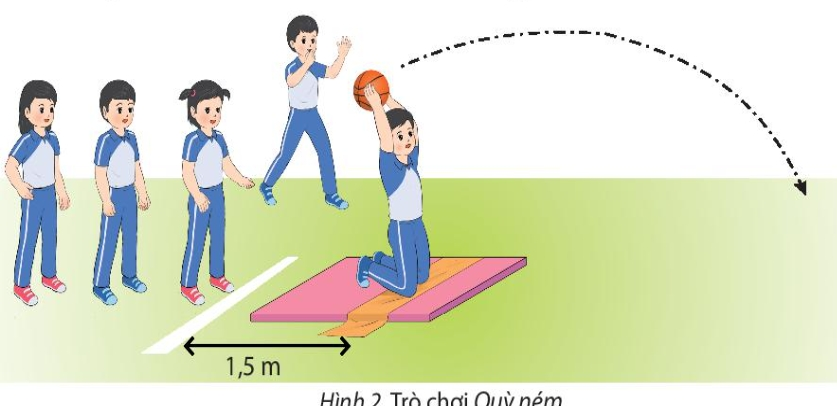 1,5 m
Hình 2. Trò chơi Quỳ ném